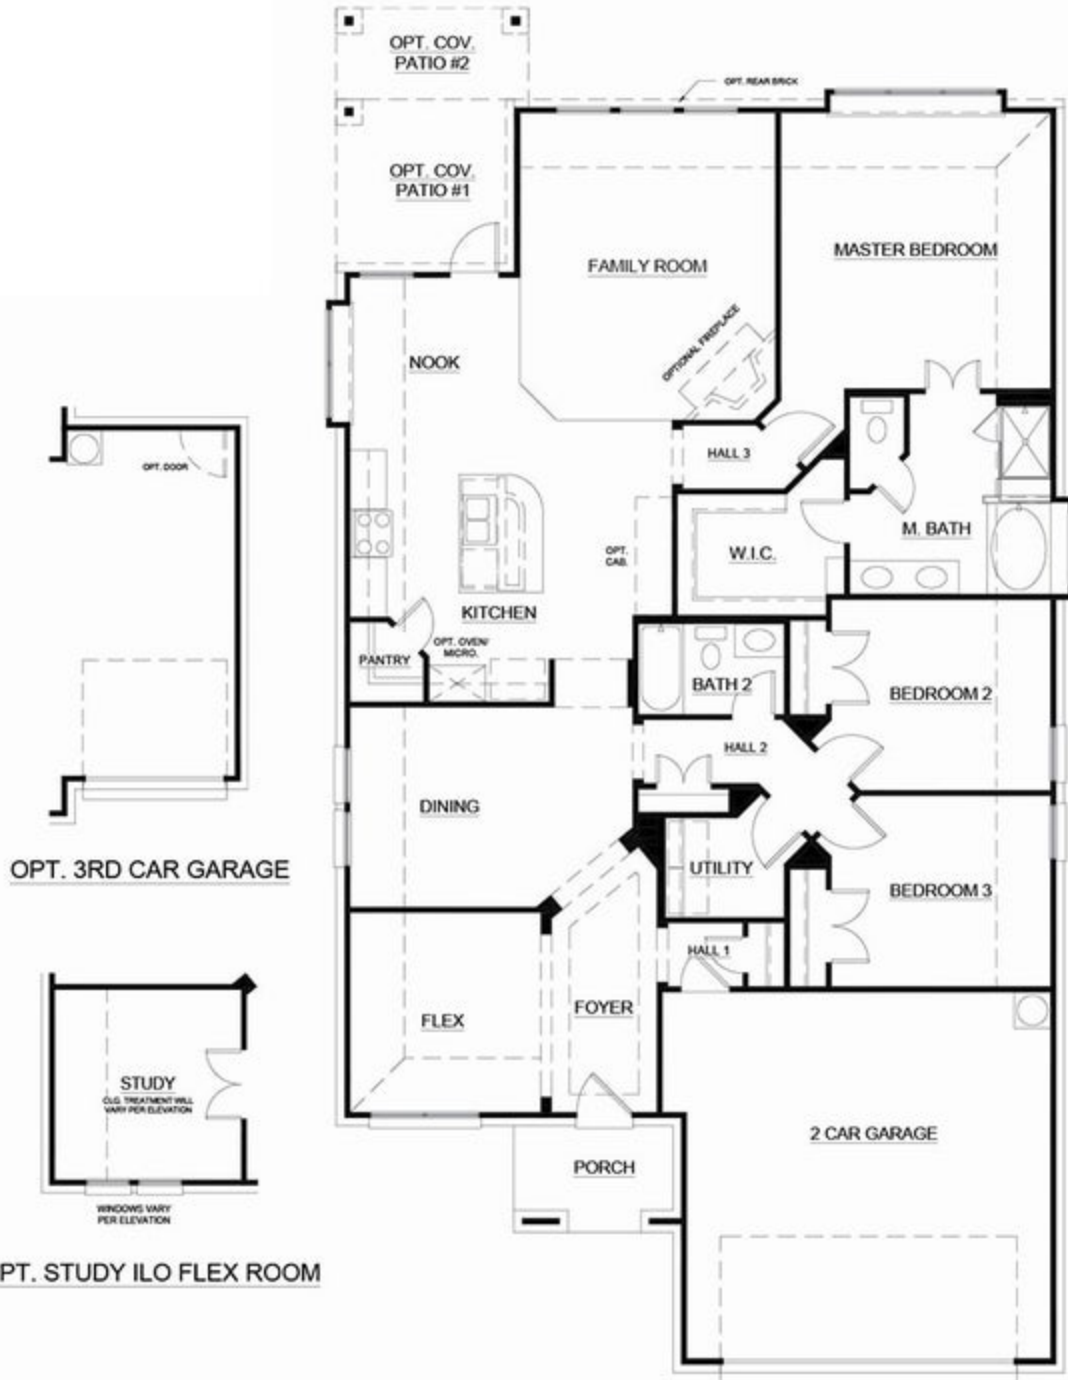 OPT. COV.
PATIO #2
OPT. REAR BRICK
OPT. COV.
PATIO #1
FAMILY ROOM
MASTER BEDROOM
OPTIONAL FIREPLACE
NOOK
OPT. DOOR
HALL 3
M. BATH
W.I.C.
OPT.
CAB.
KITCHEN
OPT. OVEN/
MICRO.
PANTRY
BATH 2
BEDROOM 2
HALL 2
DINING
OPT. 3RD CAR GARAGE
UTILITY
BEDROOM 3
HALL 1
FOYER
FLEX
STUDY
CLG. TREATMENT WILL
VARY PER ELEVATION
2 CAR GARAGE
PORCH
WINDOWS VARY
PER ELEVATION
PT. STUDY ILO FLEX ROOM